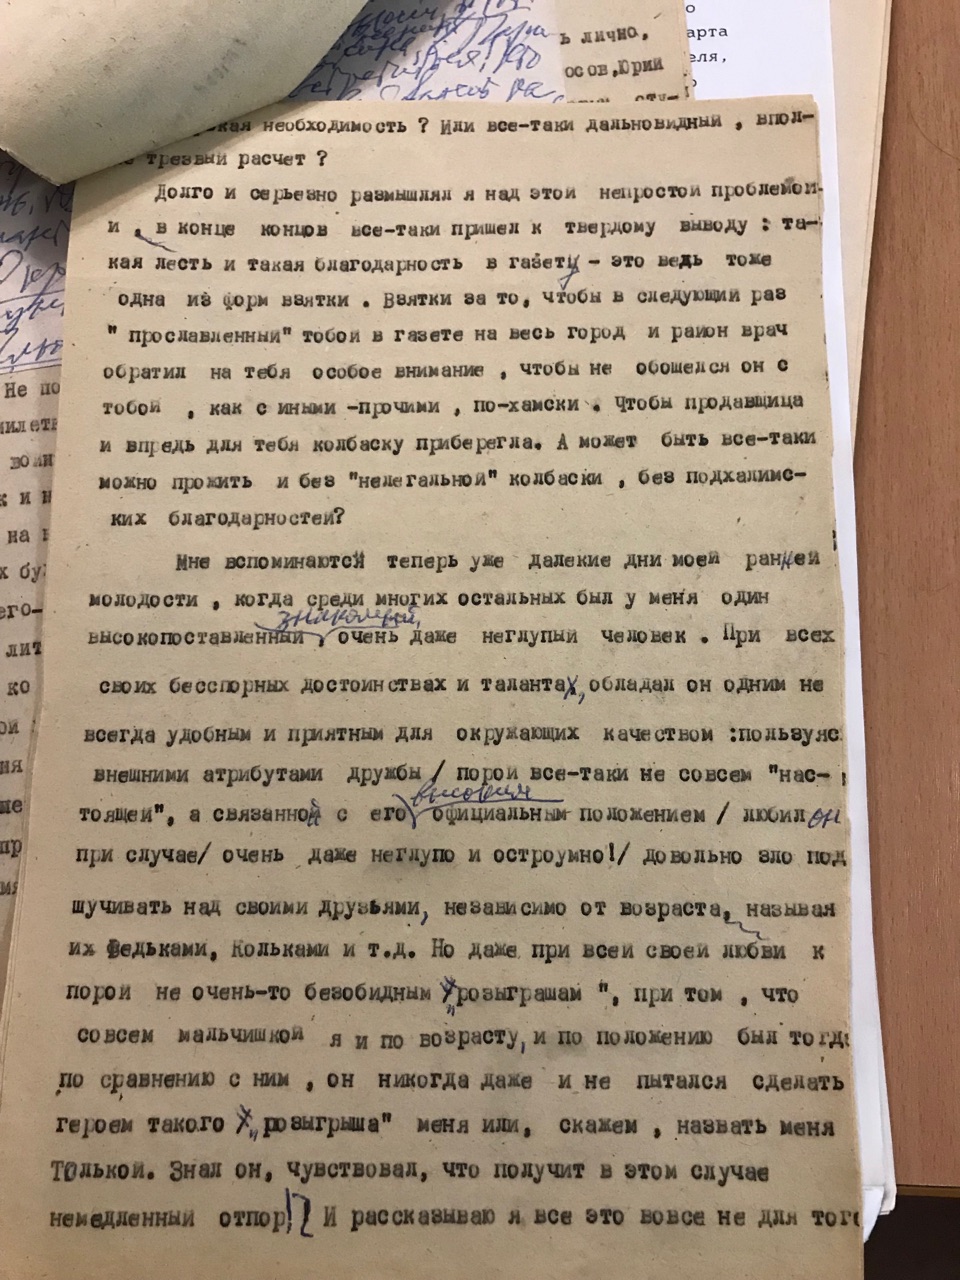 ь лично,
осов,Юрий
арта
еля,
необходимость ? Или все-таки дальновидный , впол-
трезвый расчет ?
Долго и серьезно размышлял я над этой непростой проблемой
и , в конце концов все-таки пришел к твердому выводу : та-
кая лесть и такая благодарность в газету - это ведь тоже
одна из форм взятки . Взятки за то, чтобы в следующий раз
" прославленный" тобой в газете на весь город и район врач
обратил на тебя особое внимание , чтобы не обошелся он с
тобой , как с иными -прочими , по-хамски . Чтобы продавщица
и впредь для тебя колбаску приберегла. А может быть все-таки
можно прожить и без "нелегальной" колбаски , без подхалимс-
ких благодарностей?
Мне вспоминаются теперь уже далекие дни моей ранней
молодости , когда среди многих остальных был у меня один
знакомый,
высокопоставленный , очень даже неглупый человек . При всех
своих бесспорных достоинствах и талантах, обладал он одним не
всегда удобным и приятным для окружающих качеством :пользуяс
внешними атрибутами дружбы / порой все-таки не совсем "нас-
высоким
тоящей", а связанной с его официальным положением / любил он
при случае/ очень даже неглупо и остроумно!/ довольно зло под
шучивать над своими друзьями, независимо от возраста, называя
их Федьками, Кольками и т.д. Но даже при всей своей любви к
порой не очень-то безобидным „розыграшам ", при том , что
совсем мальчишкой я и по возрасту, и по положению был тогда
по сравнению с ним , он никогда даже и не пытался сделать
героем такого „розыгрыша" меня или, скажем , назвать меня
Толькой. Знал он, чувствовал, что получит в этом случае
немедленный отпор! И рассказываю я все это вовсе не для того